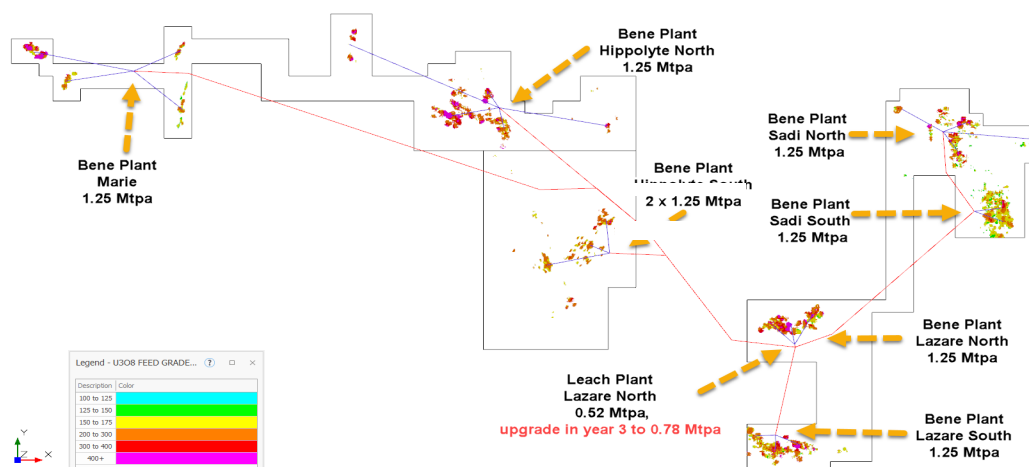 Bene Plant
Hippolyte North
1.25 Mtpa
Bene Plant
Marie
1.25 Mtpa
Bene Plant
Sadi North
1.25 Mtpa
Bene Plant
Hippolyte South
2 x 1.25 Mtpa
Bene Plant
Sadi South
1.25 Mtpa
Bene Plant
Lazare North
1.25 Mtpa
Leach Plant
Lazare North
0.52 Mtpa,
upgrade in year 3 to 0.78 Mtpa
Bene Plant
Lazare South
1.25 Mtpa
Legend - U3O8 FEED GRADE...
Description Color
100 to 125
125 to 150
150 to 175
200 to 300
300 to 400
400+
Y
Z X